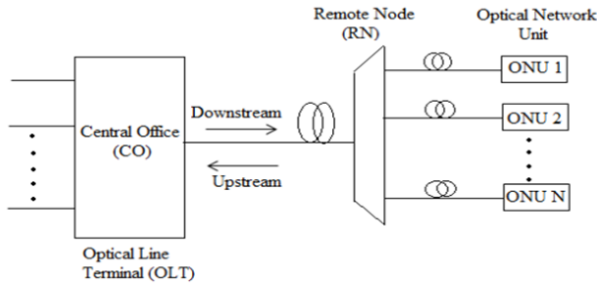 Remote Node
(RN)
Optical Network
Unit
ONU 1
Downstream
Central Office
(CO)
ONU 2
Upstream
ONU N
Optical Line
Terminal (OLT)